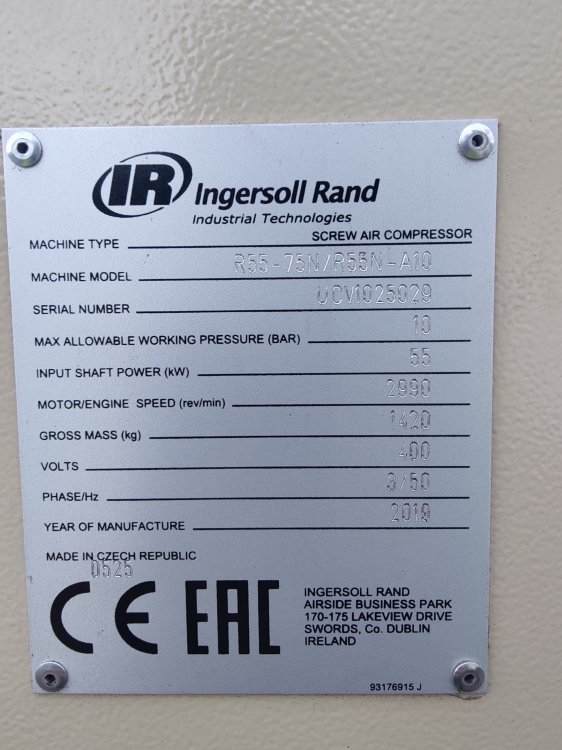 IR Ingersoll Rand
Industrial Technologies
MACHINE TYPE SCREW AIR COMPRESSOR
MACHINE MODEL R55-75N/R55N-A10
SERIAL NUMBER UCV1025029
MAX ALLOWABLE WORKING PRESSURE (BAR) 10
INPUT SHAFT POWER (kW) 55
MOTOR/ENGINE SPEED (rev/min) 2990
GROSS MASS (kg) 1420
VOLTS 400
PHASE/Hz 3/50
YEAR OF MANUFACTURE 2019
MADE IN CZECH REPUBLIC
0525
CE EAC
INGERSOLL RAND
AIRSIDE BUSINESS PARK
170-175 LAKEVIEW DRIVE
SWORDS, Co. DUBLIN
IRELAND
93176915 J